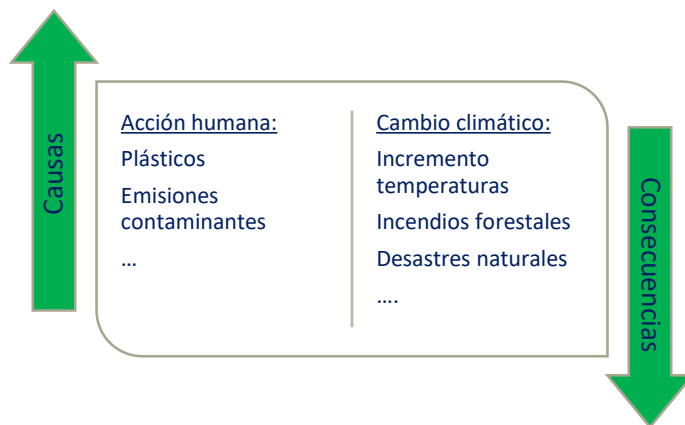 Causas
Acción humana:
Plásticos
Emisiones
contaminantes
...
Cambio climático:
Incremento
temperaturas
Incendios forestales
Desastres naturales
....
Consecuencias